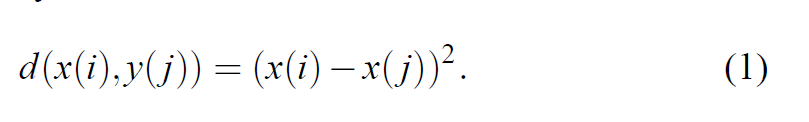 d(x(i),y(j)) = (x(i) − x(j))². (1)